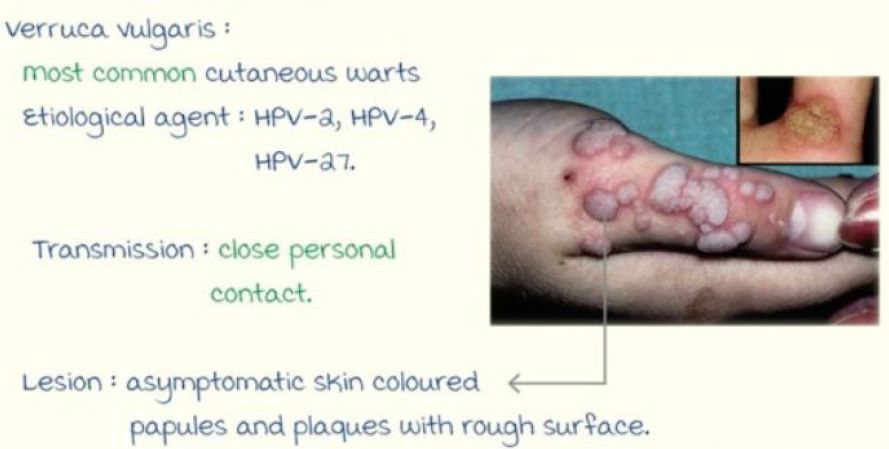 Verruca vulgaris :
most common cutaneous warts
Etiological agent : HPV-2, HPV-4,
HPV-27.
Transmission : close personal
contact.
Lesion : asymptomatic skin coloured
papules and plaques with rough surface.